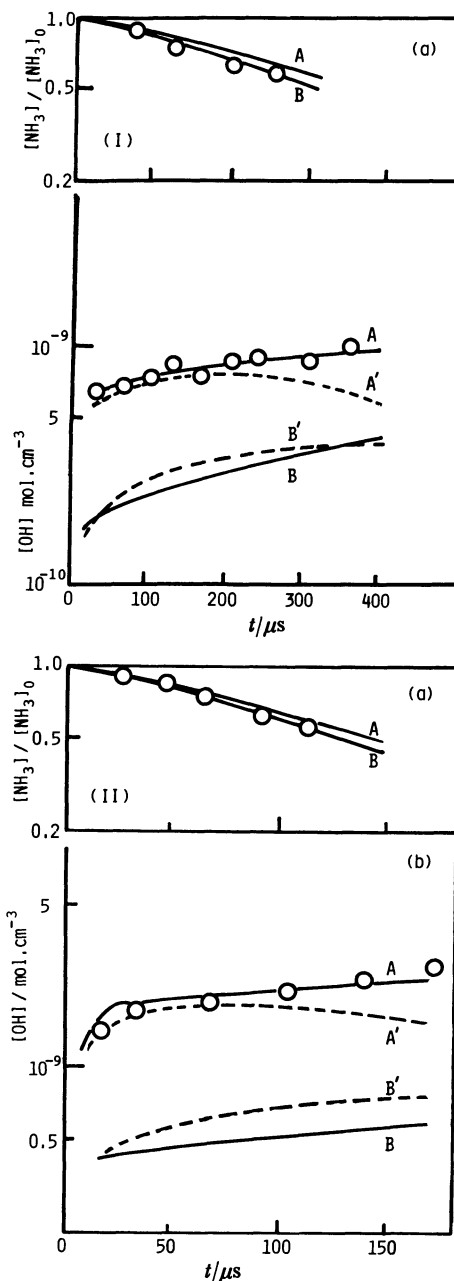 1.0
(a)
A
[NH₃] / [NH₃]₀
0.5
B
(I)
0.2
10⁻⁹
A
A'
5
[OH] mol.cm⁻³
B'
B
10⁻¹⁰
0 100 200 300 400
t/μs
1.0
(a)
[NH₃] / [NH₃]₀
0.5
A
B
(II)
0.2
(b)
5
[OH] / mol.cm⁻³
A
A'
10⁻⁹
B'
0.5
B
0 50 100 150
t/μs